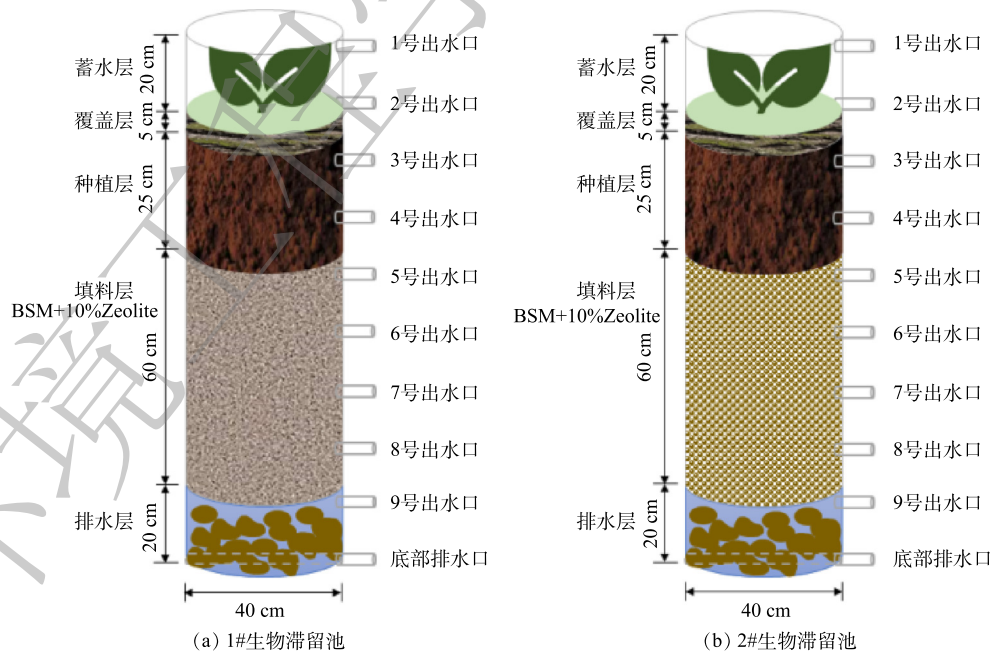 1号出水口
蓄水层
20 cm
2号出水口
覆盖层
5 cm
3号出水口
种植层
25 cm
4号出水口
5号出水口
填料层
BSM+10%Zeolite
6号出水口
60 cm
7号出水口
8号出水口
9号出水口
排水层
20 cm
底部排水口
40 cm
(a) 1#生物滞留池
1号出水口
蓄水层
20 cm
2号出水口
覆盖层
5 cm
3号出水口
种植层
25 cm
4号出水口
5号出水口
填料层
BSM+10%Zeolite
6号出水口
60 cm
7号出水口
8号出水口
9号出水口
排水层
20 cm
底部排水口
40 cm
(b) 2#生物滞留池
境工程学